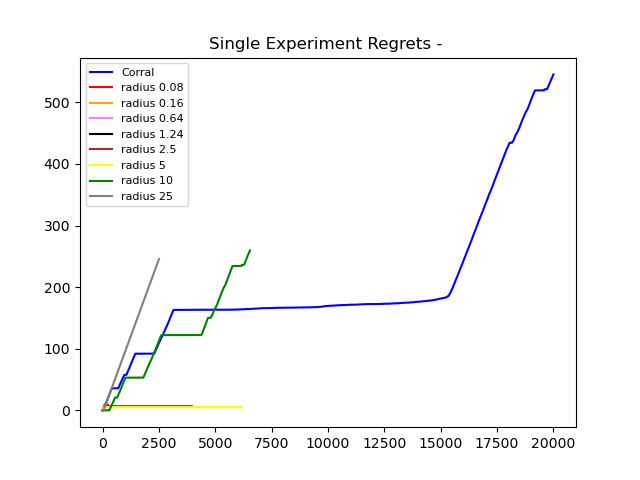 Single Experiment Regrets -
Corral
radius 0.08
radius 0.16
radius 0.64
radius 1.24
radius 2.5
radius 5
radius 10
radius 25
500
400
300
200
100
0
0 2500 5000 7500 10000 12500 15000 17500 20000